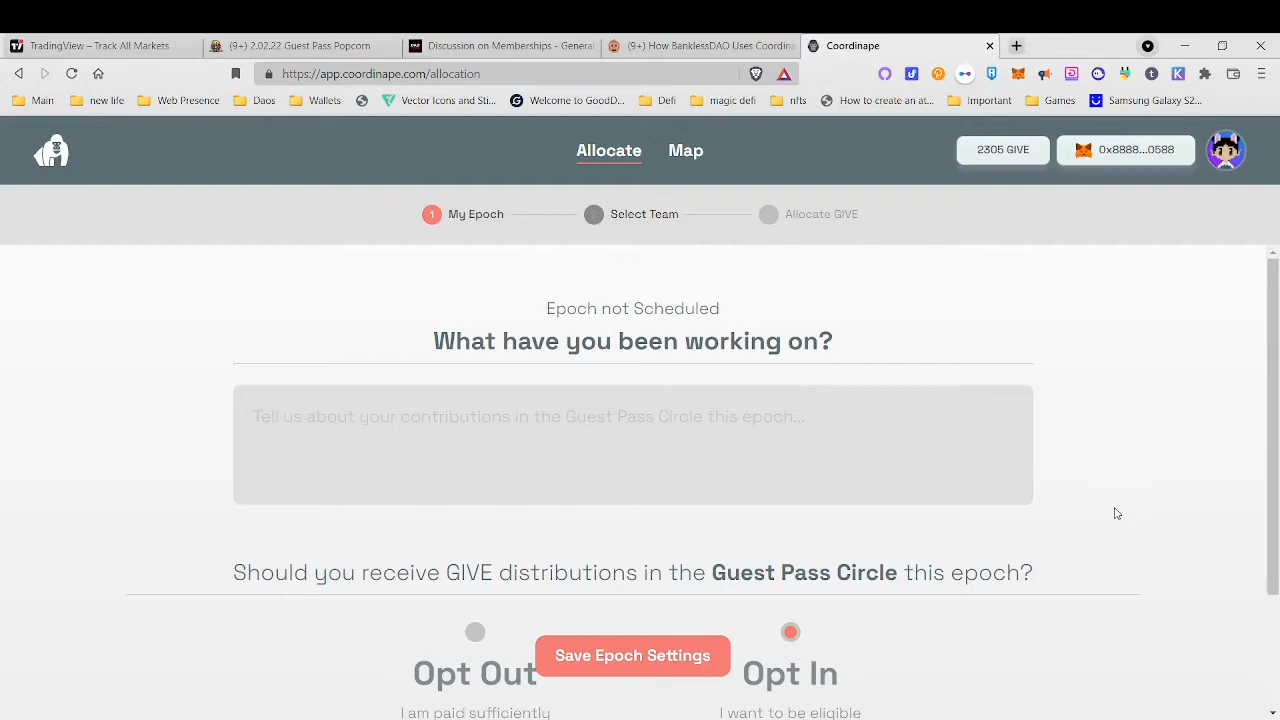 TradingView – Track All Markets
(9+) 2.02.22 Guest Pass Popcorn
DAO
Discussion on Memberships - General
(9+) How BanklesDAO Uses Coordina
Coordinape
https://app.coordinape.com/allocation
Main
new life
Web Presence
Daos
Wallets
Vector Icons and Sti...
Welcome to GoodD...
Defi
magic defi
nfts
How to create an at...
Important
Games
Samsung Galaxy S2...
Allocate
Map
2305 GIVE
0x8888...0588
1
My Epoch
2
Select Team
Allocate GIVE
Epoch not Scheduled
What have you been working on?
Tell us about your contributions in the Guest Pass Circle this epoch...
Should you receive GIVE distributions in the Guest Pass Circle this epoch?
Opt Out
Save Epoch Settings
Opt In
I am paid sufficiently
I want to be eligible